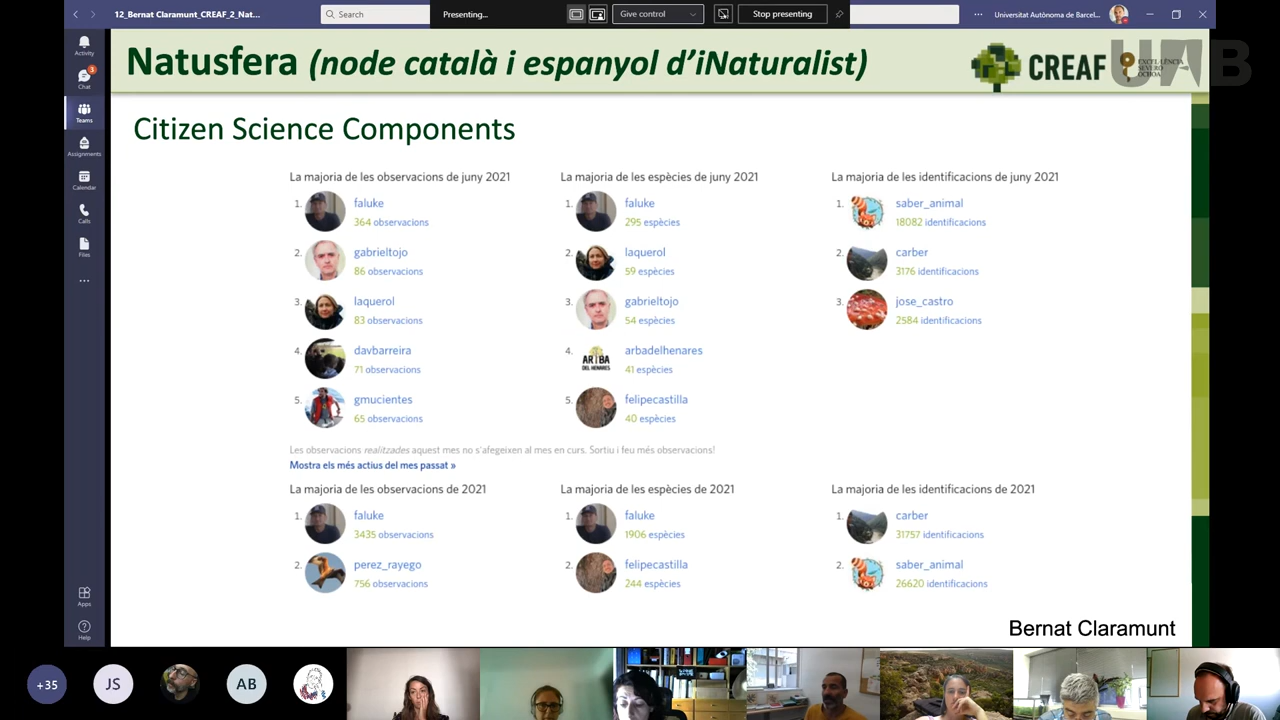 12_Bernat Claramunt_CREAF_2_Nat...
Search
Presenting...
Give control
Stop presenting
Universitat Autònoma de Barcel...
Activity
Chat
3
Teams
Assignments
Calendar
Calls
Files
Apps
Help
Natusfera (node català i espanyol d'iNaturalist)
CREAF
EXCEL·LÈNCIA
SEVERO
OCHOA
UAB
Citizen Science Components
La majoria de les observacions de juny 2021
1. faluke
364 observacions
2. gabrieltojo
86 observacions
3. laquerol
83 observacions
4. davbarreira
71 observacions
5. gmucientes
65 observacions
La majoria de les espècies de juny 2021
1. faluke
295 espècies
2. laquerol
59 espècies
3. gabrieltojo
54 espècies
4. arbadelhenares
41 espècies
ARBA
DEL HENARES
5. felipecastilla
40 espècies
La majoria de les identificacions de juny 2021
1. saber_animal
18082 identificacions
2. carber
3176 identificacions
3. jose_castro
2584 identificacions
Les observacions realitzades aquest mes no s'afegeixen al mes en curs. Sortiu i feu més observacions!
Mostra els més actius del mes passat »
La majoria de les observacions de 2021
1. faluke
3435 observacions
2. perez_rayego
756 observacions
La majoria de les espècies de 2021
1. faluke
1906 espècies
2. felipecastilla
244 espècies
La majoria de les identificacions de 2021
1. carber
31757 identificacions
2. saber_animal
26620 identificacions
Bernat Claramunt
+35
JS
AB